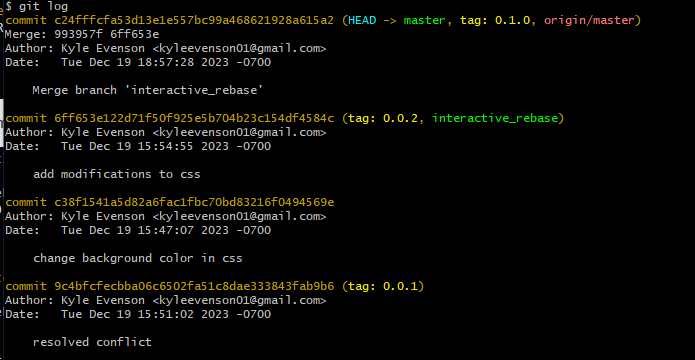 $ git log
commit c24fffcfa53d13e1e557bc99a468621928a615a2 (HEAD -> master, tag: 0.1.0, origin/master)
Merge: 993957f 6ff653e
Author: Kyle Evenson <kyleevenson01@gmail.com>
Date:   Tue Dec 19 18:57:28 2023 -0700

    Merge branch 'interactive_rebase'

commit 6ff653e122d71f50f925e5b704b23c154df4584c (tag: 0.0.2, interactive_rebase)
Author: Kyle Evenson <kyleevenson01@gmail.com>
Date:   Tue Dec 19 15:54:55 2023 -0700

    add modifications to css

commit c38f1541a5d82a6fac1fbc70bd83216f0494569e
Author: Kyle Evenson <kyleevenson01@gmail.com>
Date:   Tue Dec 19 15:47:07 2023 -0700

    change background color in css

commit 9c4bfcfecbba06c6502fa51c8dae333843fab9b6 (tag: 0.0.1)
Author: Kyle Evenson <kyleevenson01@gmail.com>
Date:   Tue Dec 19 15:51:02 2023 -0700

    resolved conflict